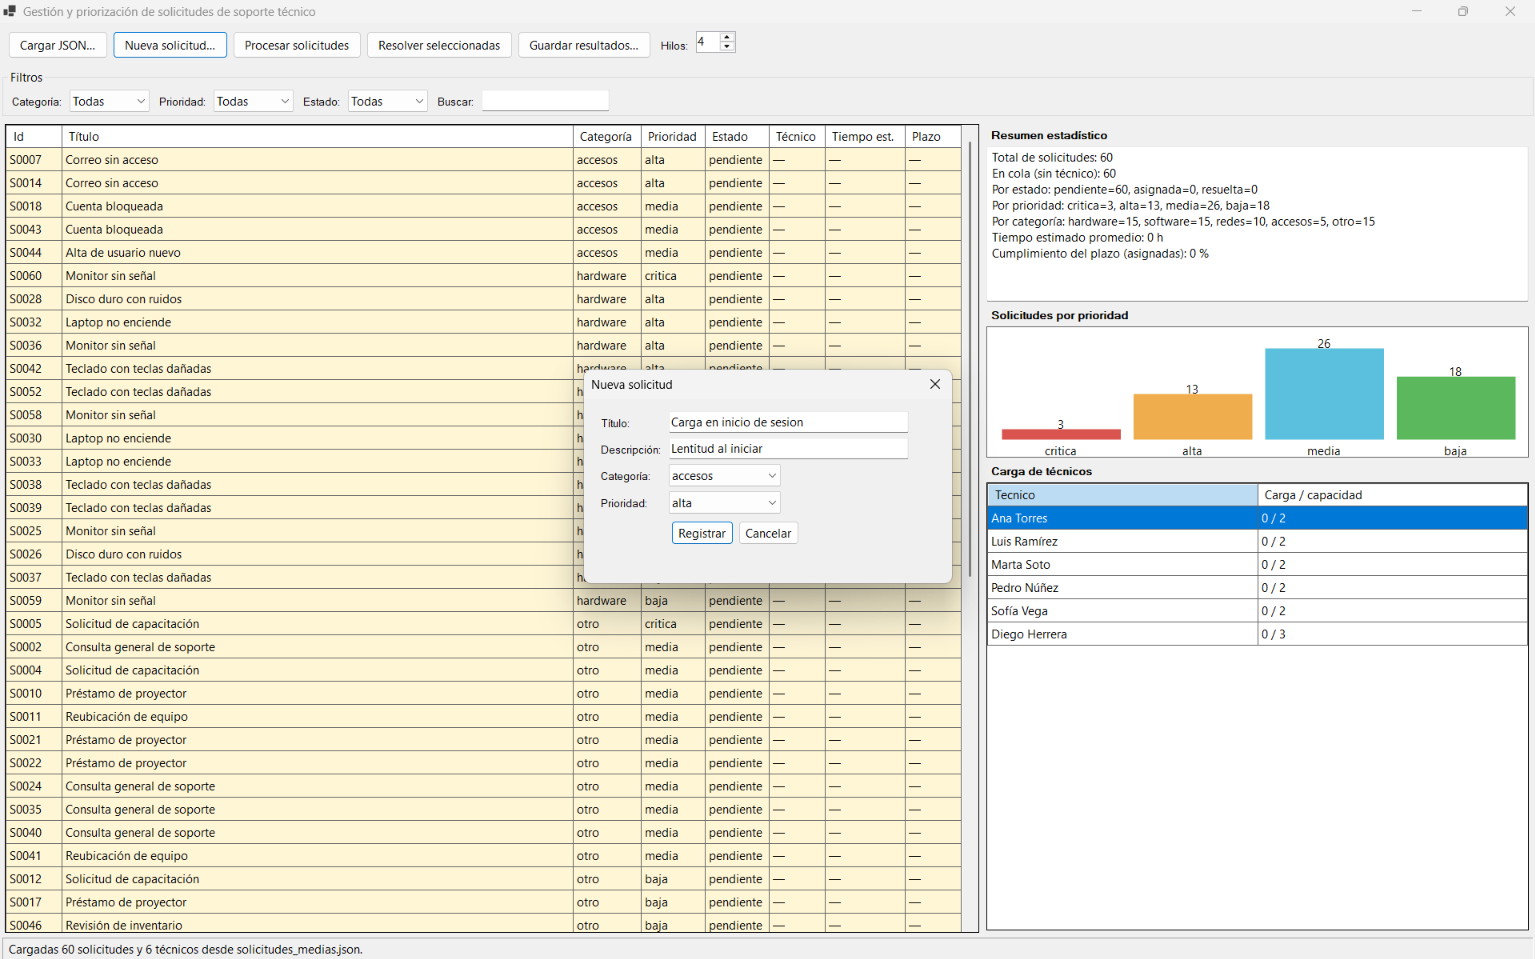 Gestión y priorización de solicitudes de soporte técnico
Cargar JSON... Nueva solicitud... Procesar solicitudes Resolver seleccionadas Guardar resultados... Hilos: 4
Filtros
Categoría: Todas Prioridad: Todas Estado: Todas Buscar:
Id Título Categoría Prioridad Estado Técnico Tiempo est. Plazo
S0007 Correo sin acceso accesos alta pendiente — — —
S0014 Correo sin acceso accesos alta pendiente — — —
S0018 Cuenta bloqueada accesos media pendiente — — —
S0043 Cuenta bloqueada accesos media pendiente — — —
S0044 Alta de usuario nuevo accesos media pendiente — — —
S0060 Monitor sin señal hardware critica pendiente — — —
S0028 Disco duro con ruidos hardware alta pendiente — — —
S0032 Laptop no enciende hardware alta pendiente — — —
S0036 Monitor sin señal hardware alta pendiente — — —
S0042 Teclado con teclas dañadas hardware alta pendiente — — —
S0052 Teclado con teclas dañadas
S0058 Monitor sin señal
S0030 Laptop no enciende
S0033 Laptop no enciende
S0038 Teclado con teclas dañadas
S0039 Teclado con teclas dañadas
S0025 Monitor sin señal
S0026 Disco duro con ruidos
S0037 Teclado con teclas dañadas
S0059 Monitor sin señal hardware baja pendiente — — —
S0005 Solicitud de capacitación otro critica pendiente — — —
S0002 Consulta general de soporte otro media pendiente — — —
S0004 Solicitud de capacitación otro media pendiente — — —
S0010 Préstamo de proyector otro media pendiente — — —
S0011 Reubicación de equipo otro media pendiente — — —
S0021 Préstamo de proyector otro media pendiente — — —
S0022 Préstamo de proyector otro media pendiente — — —
S0024 Consulta general de soporte otro media pendiente — — —
S0035 Consulta general de soporte otro media pendiente — — —
S0040 Consulta general de soporte otro media pendiente — — —
S0041 Reubicación de equipo otro media pendiente — — —
S0012 Solicitud de capacitación otro baja pendiente — — —
S0017 Préstamo de proyector otro baja pendiente — — —
S0046 Revisión de inventario otro baja pendiente — — —
Nueva solicitud
Título: Carga en inicio de sesion
Descripción: Lentitud al iniciar
Categoría: accesos
Prioridad: alta
Registrar Cancelar
Resumen estadístico
Total de solicitudes: 60
En cola (sin técnico): 60
Por estado: pendiente=60, asignada=0, resuelta=0
Por prioridad: critica=3, alta=13, media=26, baja=18
Por categoría: hardware=15, software=15, redes=10, accesos=5, otro=15
Tiempo estimado promedio: 0 h
Cumplimiento del plazo (asignadas): 0 %
Solicitudes por prioridad
3 13 26 18
critica alta media baja
Carga de técnicos
Tecnico Carga / capacidad
Ana Torres 0 / 2
Luis Ramírez 0 / 2
Marta Soto 0 / 2
Pedro Núñez 0 / 2
Sofía Vega 0 / 2
Diego Herrera 0 / 3
Cargadas 60 solicitudes y 6 técnicos desde solicitudes_medias.json.